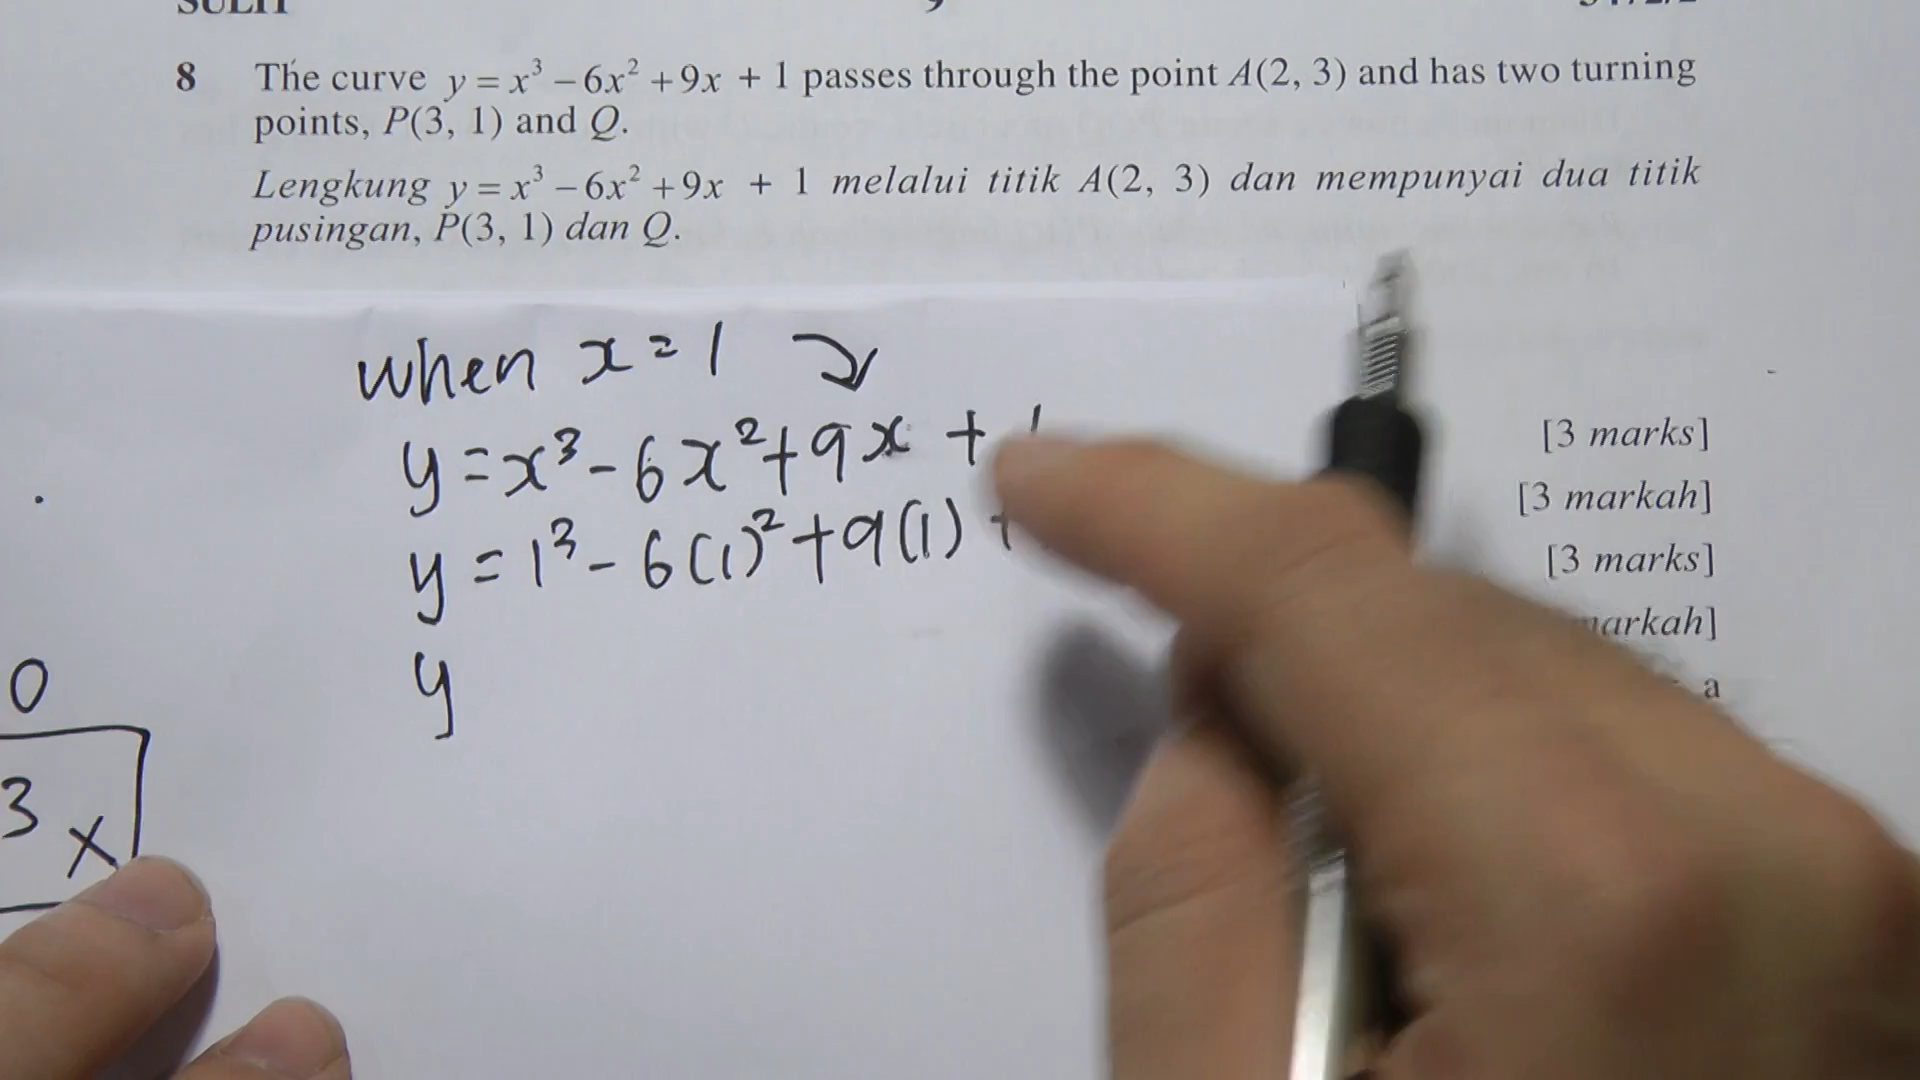 8 The curve y = x³ – 6x² + 9x + 1 passes through the point A(2, 3) and has two turning
points, P(3, 1) and Q.
Lengkung y = x³ – 6x² + 9x + 1 melalui titik A(2, 3) dan mempunyai dua titik
pusingan, P(3, 1) dan Q.
when x = 1
y = x³ - 6x² + 9x +
[3 marks]
[3 markah]
y = 1³ - 6(1)² + 9(1) +
[3 marks]
markah]
y
a
0
3 x